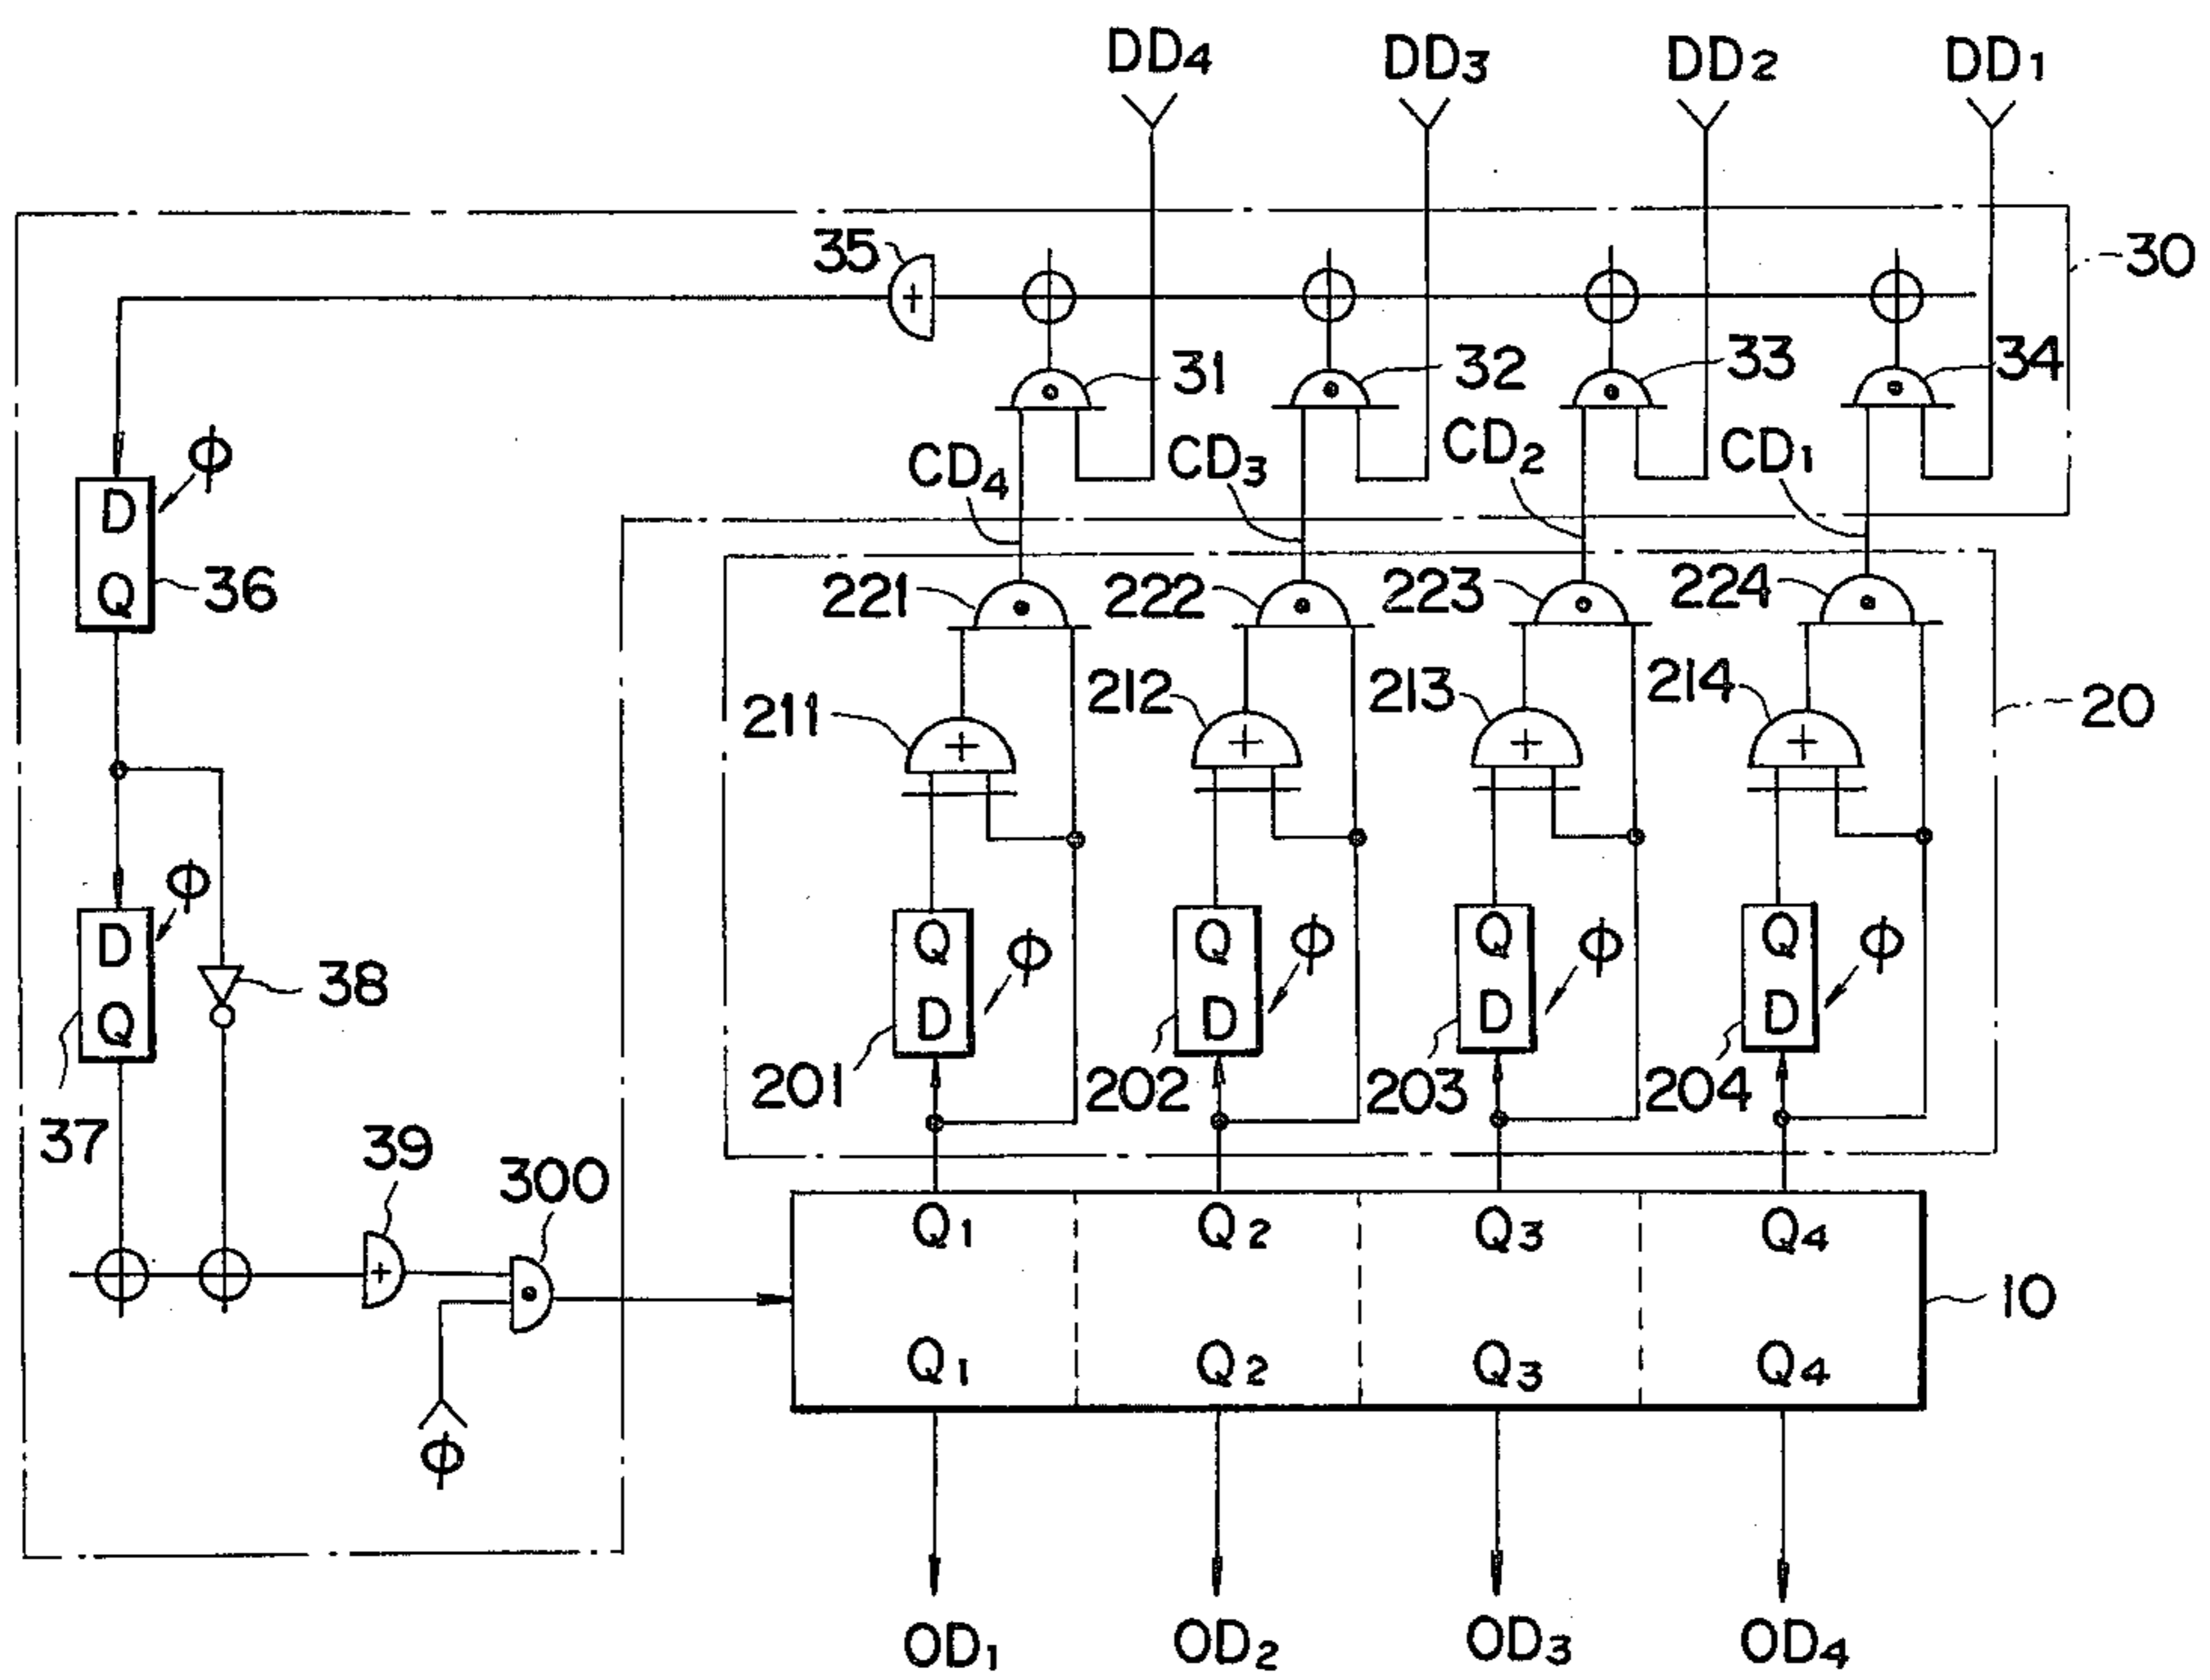 DD4 DD3 DD2 DD1
35 30
31 32 33 34
ϕ CD4 CD3 CD2 CD1
D
Q 36
221 222 223 224
211 212 213 214 20
+ + + +
ϕ
D
Q
37 38
Q ϕ Q ϕ Q ϕ Q ϕ
D D D D
201 202 203 204
39 300
+
ϕ
Q1 Q2 Q3 Q4
10
Q1 Q2 Q3 Q4
OD1 OD2 OD3 OD4